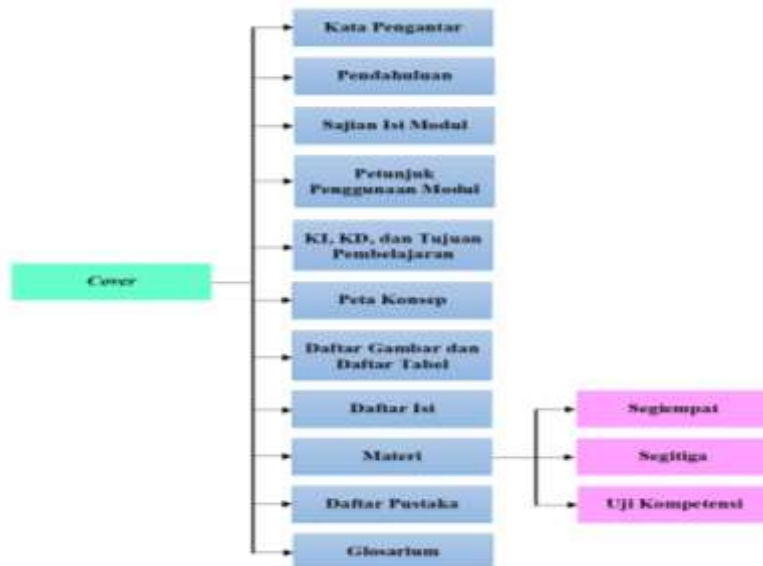 Kata Pengantar
Pendahuluan
Sajian Isi Modul
Petunjuk
Penggunaan Modul
KI, KD, dan Tujuan
Pembelajaran
Cover
Peta Konsep
Daftar Gambar dan
Daftar Tabel
Daftar Isi
Segiempat
Materi
Segitiga
Daftar Pustaka
Uji Kompetensi
Glosarium